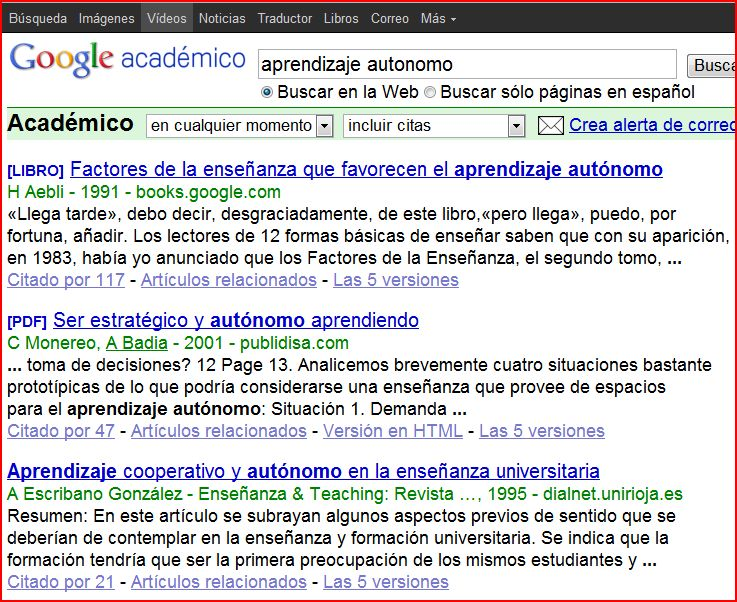 Búsqueda Imágenes Vídeos Noticias Traductor Libros Correo Más
Google académico
aprendizaje autonomo
Busca
Buscar en la Web Buscar sólo páginas en español
Académico en cualquier momento incluir citas Crea alerta de correo
[LIBRO] Factores de la enseñanza que favorecen el aprendizaje autónomo
H Aebli - 1991 - books.google.com
«Llega tarde», debo decir, desgraciadamente, de este libro,«pero llega», puedo, por
fortuna, añadir. Los lectores de 12 formas básicas de enseñar saben que con su aparición,
en 1983, había yo anunciado que los Factores de la Enseñanza, el segundo tomo, ...
Citado por 117 - Artículos relacionados - Las 5 versiones
[PDF] Ser estratégico y autónomo aprendiendo
C Monereo, A Badia - 2001 - publidisa.com
... toma de decisiones? 12 Page 13. Analicemos brevemente cuatro situaciones bastante
prototípicas de lo que podría considerarse una enseñanza que provee de espacios
para el aprendizaje autónomo: Situación 1. Demanda ...
Citado por 47 - Artículos relacionados - Versión en HTML - Las 5 versiones
Aprendizaje cooperativo y autónomo en la enseñanza universitaria
A Escribano González - Enseñanza & Teaching: Revista …, 1995 - dialnet.unirioja.es
Resumen: En este artículo se subrayan algunos aspectos previos de sentido que se
deberían de contemplar en la enseñanza y formación universitaria. Se indica que la
formación tendría que ser la primera preocupación de los mismos estudiantes y ...
Citado por 21 - Artículos relacionados - Las 5 versiones